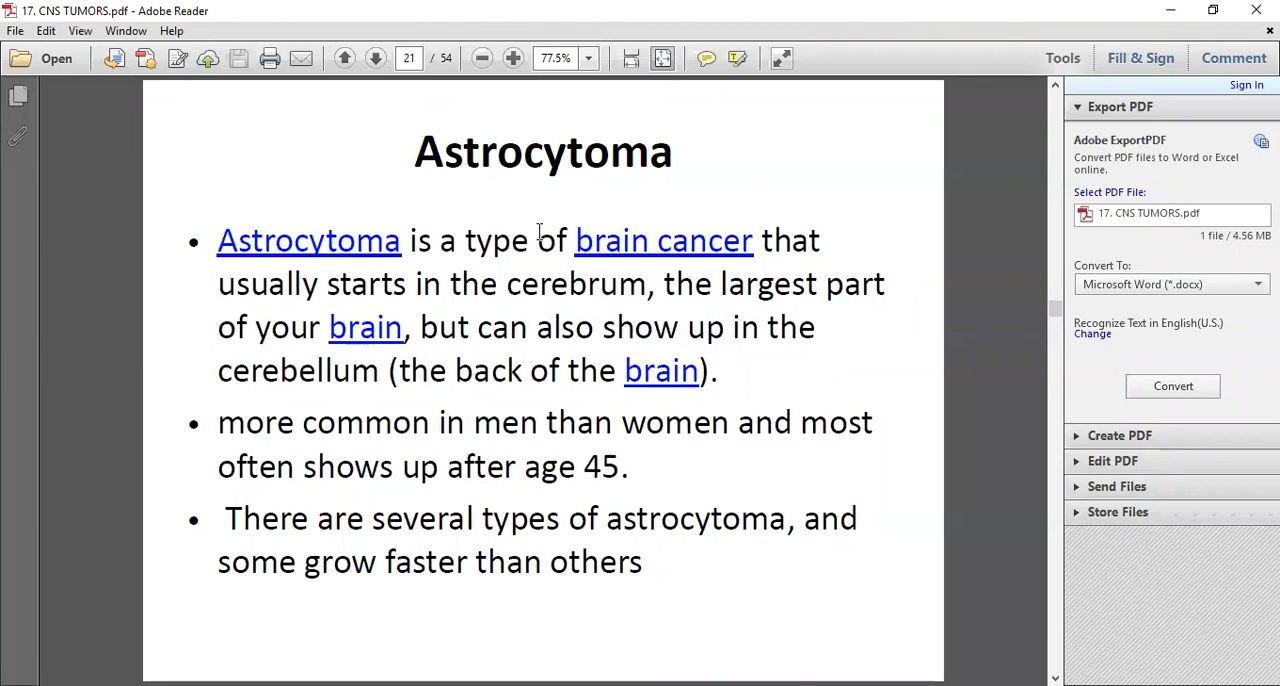 17. CNS TUMORS.pdf - Adobe Reader
File Edit View Window Help
Open 21 / 54 77.5% Tools Fill & Sign Comment
Sign In
Export PDF
Adobe ExportPDF
Convert PDF files to Word or Excel
online.
Select PDF File:
17. CNS TUMORS.pdf
1 file / 4.56 MB
Convert To:
Microsoft Word (*.docx)
Recognize Text in English(U.S.)
Change
Convert
Create PDF
Edit PDF
Send Files
Store Files
Astrocytoma
• Astrocytoma is a type of brain cancer that
usually starts in the cerebrum, the largest part
of your brain, but can also show up in the
cerebellum (the back of the brain).
• more common in men than women and most
often shows up after age 45.
• There are several types of astrocytoma, and
some grow faster than others